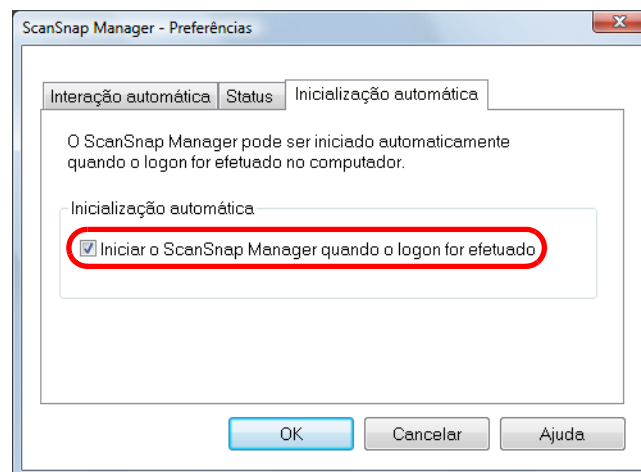 ScanSnap Manager - Preferências
Interação automática
Status
Inicialização automática
O ScanSnap Manager pode ser iniciado automaticamente
quando o logon for efetuado no computador.
Inicialização automática
Iniciar o ScanSnap Manager quando o logon for efetuado
OK
Cancelar
Ajuda